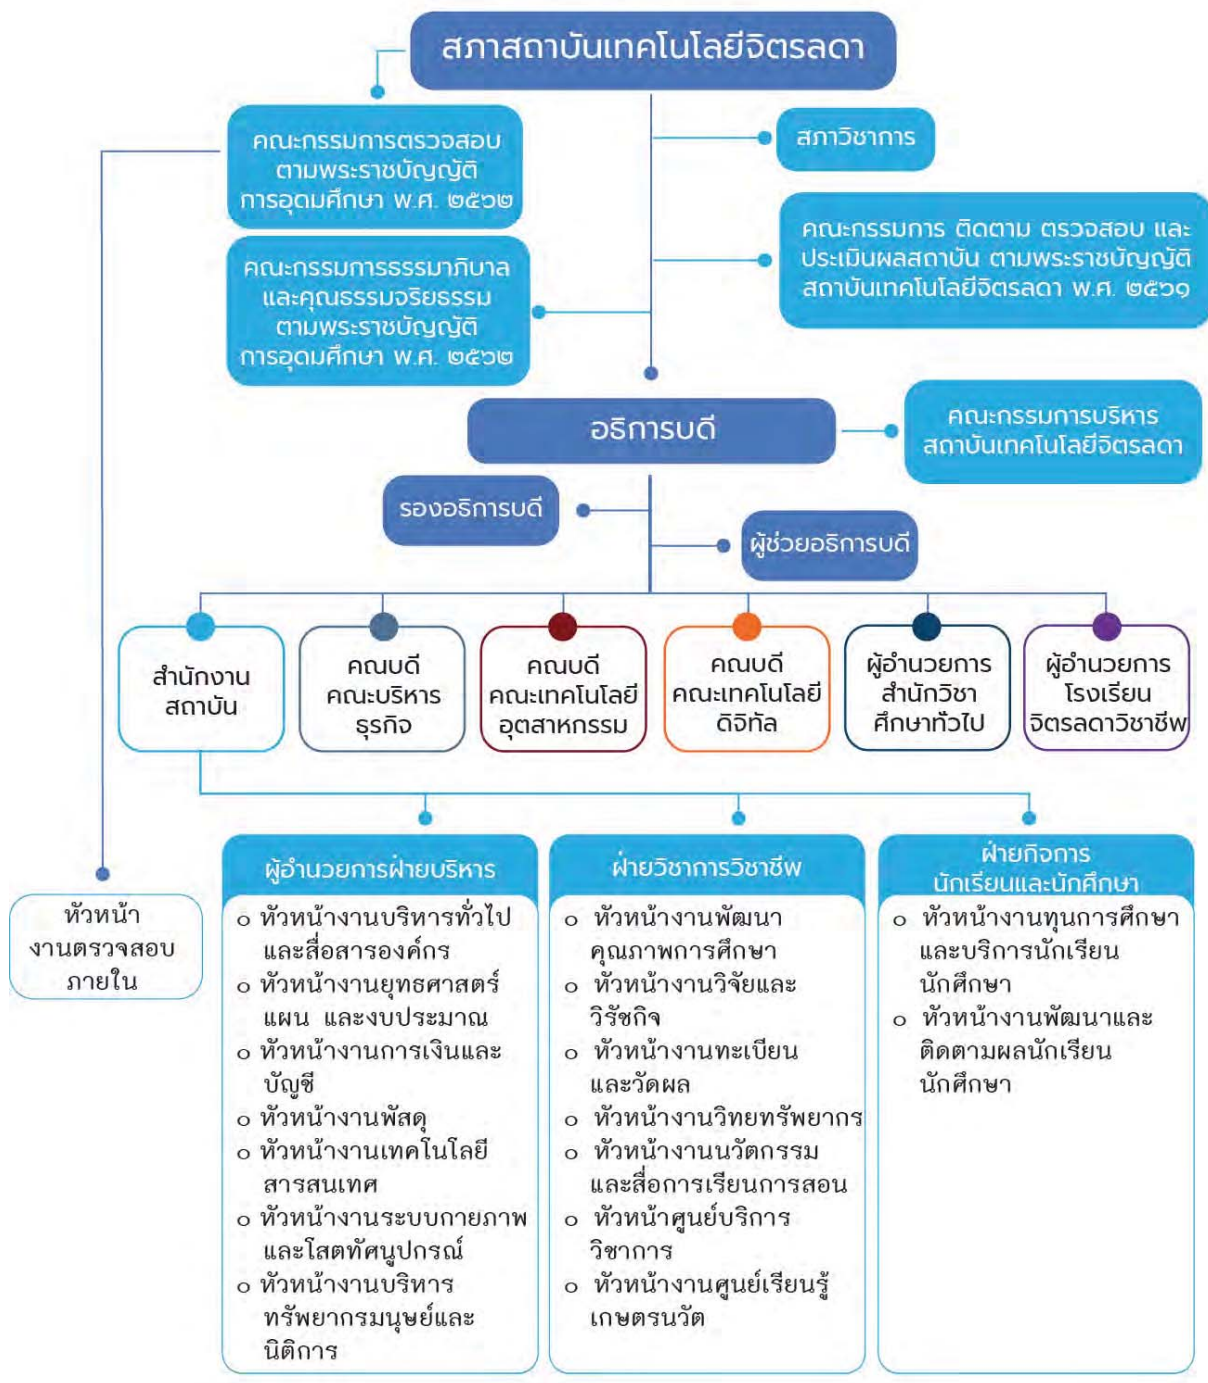 สภาสถาบันเทคโนโลยีจิตรลดา
คณะกรรมการตรวจสอบ
ตามพระราชบัญญัติ
การอุดมศึกษา พ.ศ. ๒๕๖๒
สภาวิชาการ
คณะกรรมการ ติดตาม ตรวจสอบ และ
ประเมินผลสถาบัน ตามพระราชบัญญัติ
สถาบันเทคโนโลยีจิตรลดา พ.ศ. ๒๕๖๑
คณะกรรมการธรรมาภิบาล
และคุณธรรมจริยธรรม
ตามพระราชบัญญัติ
การอุดมศึกษา พ.ศ. ๒๕๖๒
อธิการบดี
คณะกรรมการบริหาร
สถาบันเทคโนโลยีจิตรลดา
รองอธิการบดี
ผู้ช่วยอธิการบดี
สำนักงาน
สถาบัน
คณบดี
คณะบริหาร
ธุรกิจ
คณบดี
คณะเทคโนโลยี
อุตสาหกรรม
คณบดี
คณะเทคโนโลยี
ดิจิทัล
ผู้อำนวยการ
สำนักวิชา
ศึกษาทั่วไป
ผู้อำนวยการ
โรงเรียน
จิตรลดาวิชาชีพ
หัวหน้า
งานตรวจสอบ
ภายใน
ผู้อำนวยการฝ่ายบริหาร
o หัวหน้างานบริหารทั่วไป
และสื่อสารองค์กร
o หัวหน้างานยุทธศาสตร์
แผน และงบประมาณ
o หัวหน้างานการเงินและ
บัญชี
o หัวหน้างานพัสดุ
o หัวหน้างานเทคโนโลยี
สารสนเทศ
o หัวหน้างานระบบกายภาพ
และโสตทัศนูปกรณ์
o หัวหน้างานบริหาร
ทรัพยากรมนุษย์และ
นิติการ
ฝ่ายวิชาการวิชาชีพ
o หัวหน้างานพัฒนา
คุณภาพการศึกษา
o หัวหน้างานวิจัยและ
วิรัชกิจ
o หัวหน้างานทะเบียน
และวัดผล
o หัวหน้างานวิทยทรัพยากร
o หัวหน้างานนวัตกรรม
และสื่อการเรียนการสอน
o หัวหน้าศูนย์บริการ
วิชาการ
o หัวหน้างานศูนย์เรียนรู้
เกษตรนวัต
ฝ่ายกิจการ
นักเรียนและนักศึกษา
o หัวหน้างานทุนการศึกษา
และบริการนักเรียน
นักศึกษา
o หัวหน้างานพัฒนาและ
ติดตามผลนักเรียน
นักศึกษา